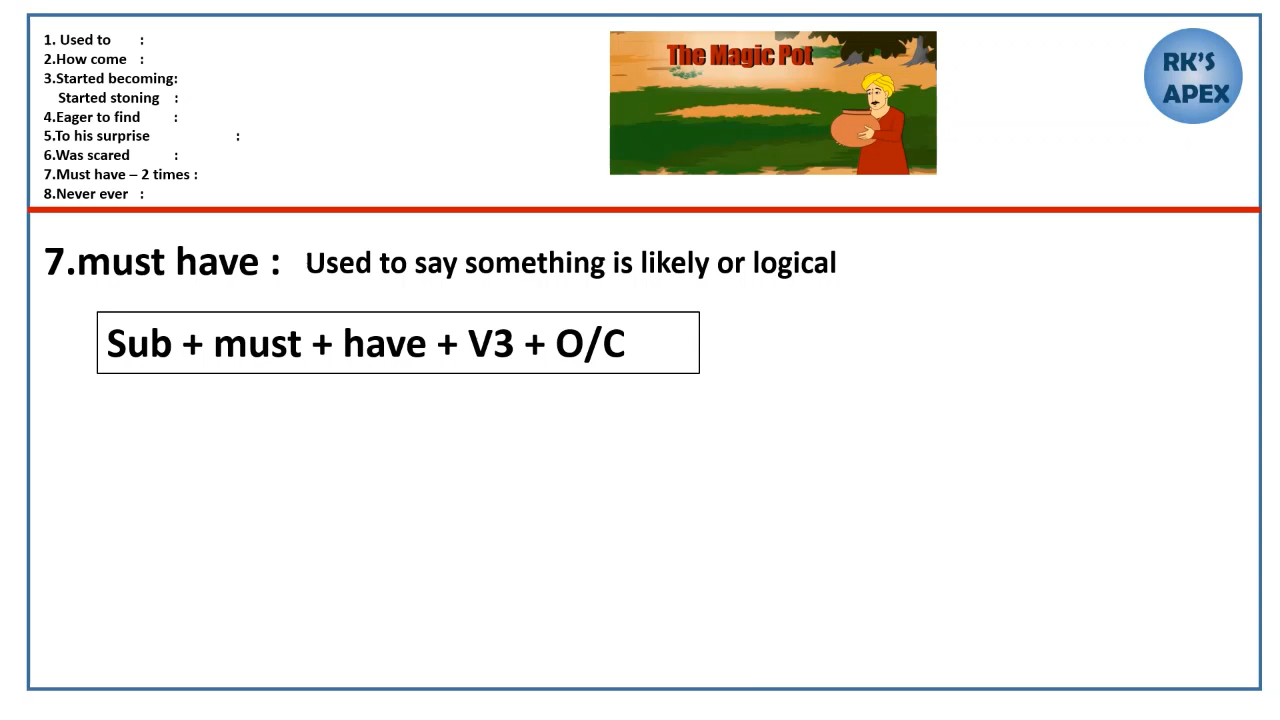 1. Used to :
2.How come :
3.Started becoming:
Started stoning :
4.Eager to find :
5.To his surprise :
6.Was scared :
7.Must have – 2 times :
8.Never ever :
The Magic Pot
RK'S
APEX
7.must have : Used to say something is likely or logical
Sub + must + have + V3 + O/C